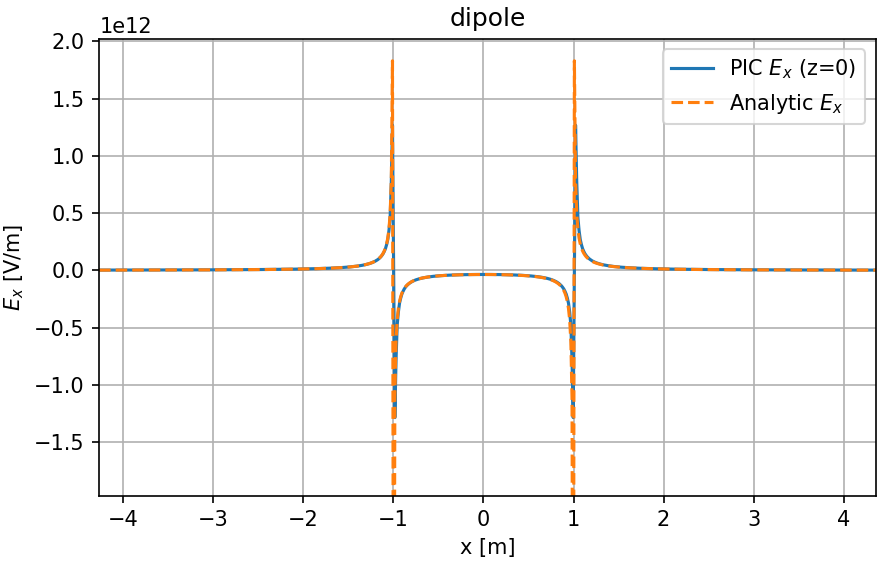 dipole
1e12
2.0
1.5
1.0
0.5
0.0
−0.5
−1.0
−1.5
E_x [V/m]
PIC E_x (z=0)
Analytic E_x
−4 −3 −2 −1 0 1 2 3 4
x [m]